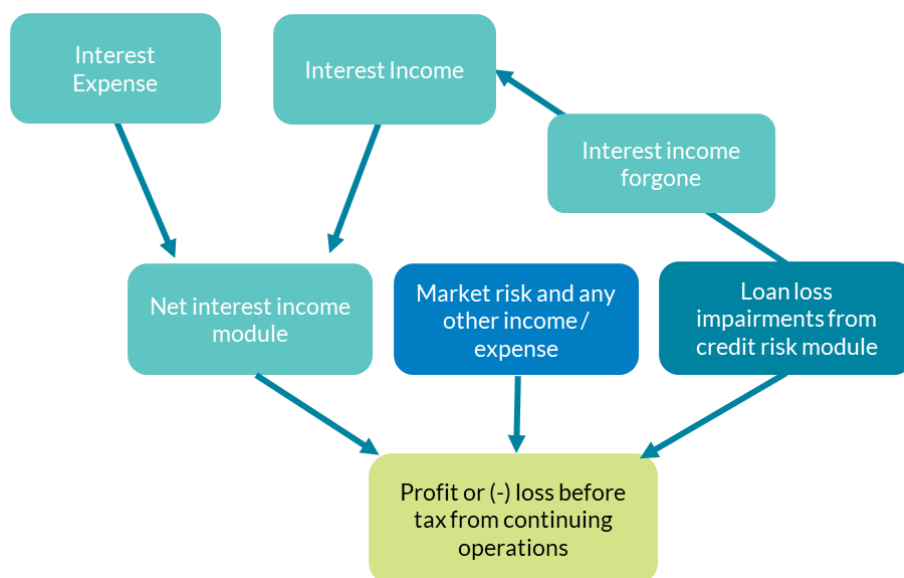 Interest
Expense
Interest Income
Interest income
forgone
Net interest income
module
Market risk and any
other income /
expense
Loan loss
impairments from
credit risk module
Profit or (-) loss before
tax from continuing
operations